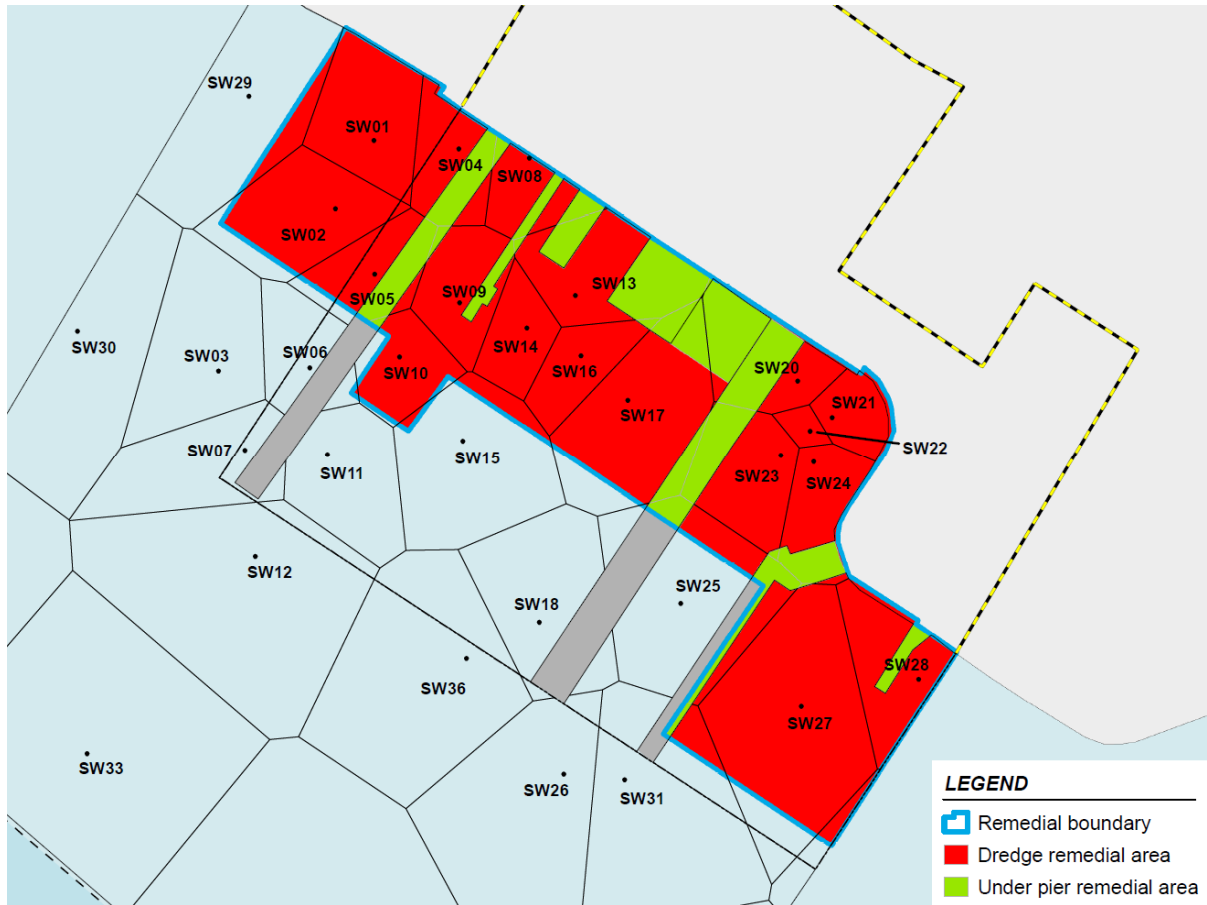 SW29
SW01
SW04
SW08
SW02
SW05
SW09
SW13
SW30
SW03
SW06
SW10
SW14
SW16
SW20
SW17
SW21
SW22
SW07
SW11
SW15
SW23
SW24
SW12
SW18
SW25
SW36
SW28
SW27
SW33
SW26
SW31
LEGEND
Remedial boundary
Dredge remedial area
Under pier remedial area